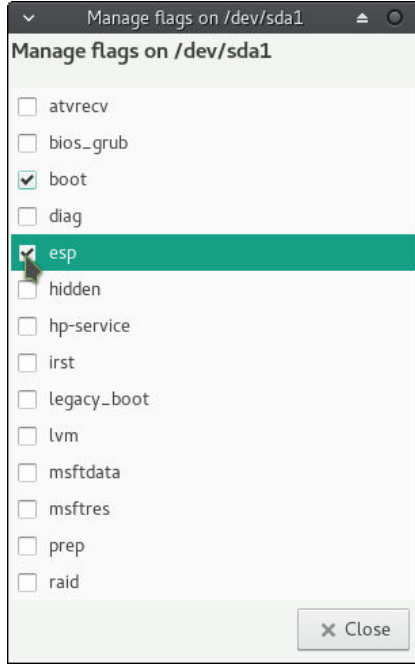 Manage flags on /dev/sda1
Manage flags on /dev/sda1
atvrecv
bios_grub
boot
diag
esp
hidden
hp-service
irst
legacy_boot
lvm
msftdata
msftres
prep
raid
Close